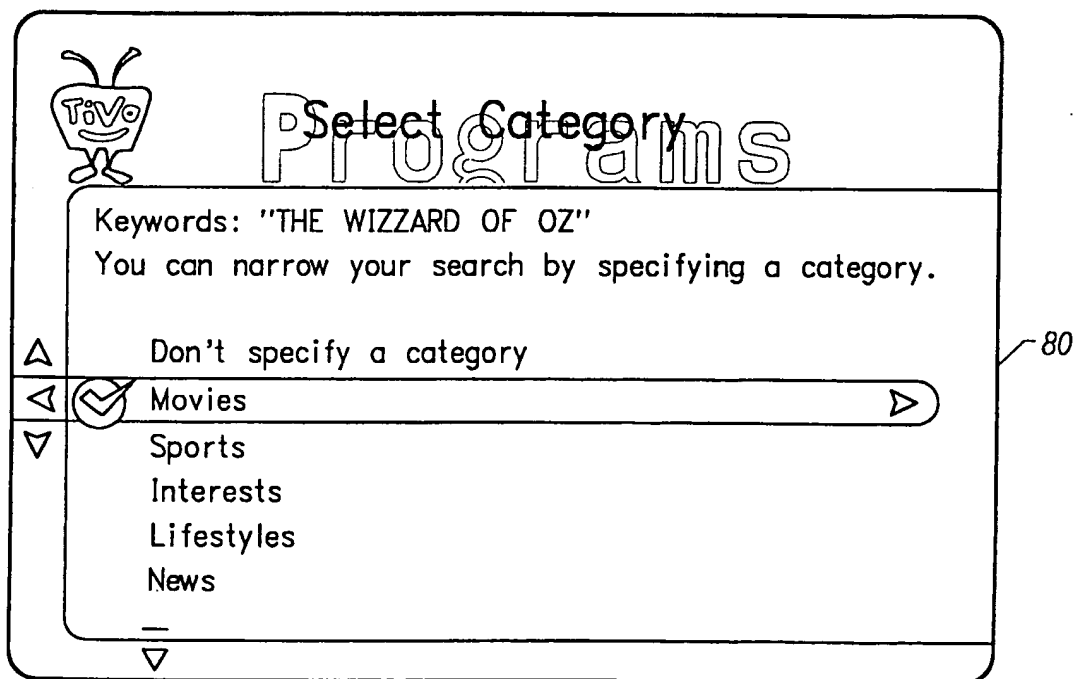 TiVo
Select Category
Programs
Keywords: "THE WIZZARD OF OZ"
You can narrow your search by specifying a category.
Don't specify a category
Movies
Sports
Interests
Lifestyles
News
80